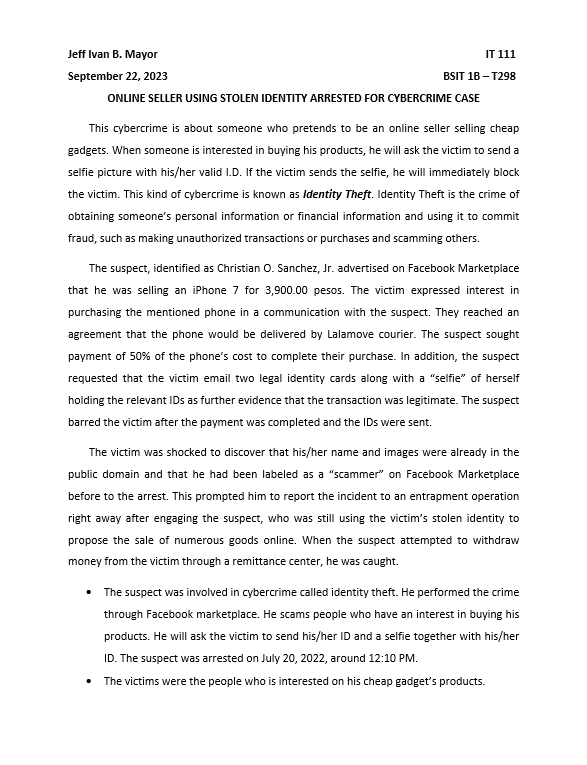 Jeff Ivan B. Mayor IT 111
September 22, 2023 BSIT 1B – T298
ONLINE SELLER USING STOLEN IDENTITY ARRESTED FOR CYBERCRIME CASE
This cybercrime is about someone who pretends to be an online seller selling cheap
gadgets. When someone is interested in buying his products, he will ask the victim to send a
selfie picture with his/her valid I.D. If the victim sends the selfie, he will immediately block
the victim. This kind of cybercrime is known as Identity Theft. Identity Theft is the crime of
obtaining someone’s personal information or financial information and using it to commit
fraud, such as making unauthorized transactions or purchases and scamming others.
The suspect, identified as Christian O. Sanchez, Jr. advertised on Facebook Marketplace
that he was selling an iPhone 7 for 3,900.00 pesos. The victim expressed interest in
purchasing the mentioned phone in a communication with the suspect. They reached an
agreement that the phone would be delivered by Lalamove courier. The suspect sought
payment of 50% of the phone’s cost to complete their purchase. In addition, the suspect
requested that the victim email two legal identity cards along with a “selfie” of herself
holding the relevant IDs as further evidence that the transaction was legitimate. The suspect
barred the victim after the payment was completed and the IDs were sent.
The victim was shocked to discover that his/her name and images were already in the
public domain and that he had been labeled as a “scammer” on Facebook Marketplace
before to the arrest. This prompted him to report the incident to an entrapment operation
right away after engaging the suspect, who was still using the victim’s stolen identity to
propose the sale of numerous goods online. When the suspect attempted to withdraw
money from the victim through a remittance center, he was caught.
• The suspect was involved in cybercrime called identity theft. He performed the crime
through Facebook marketplace. He scams people who have an interest in buying his
products. He will ask the victim to send his/her ID and a selfie together with his/her
ID. The suspect was arrested on July 20, 2022, around 12:10 PM.
• The victims were the people who is interested on his cheap gadget’s products.